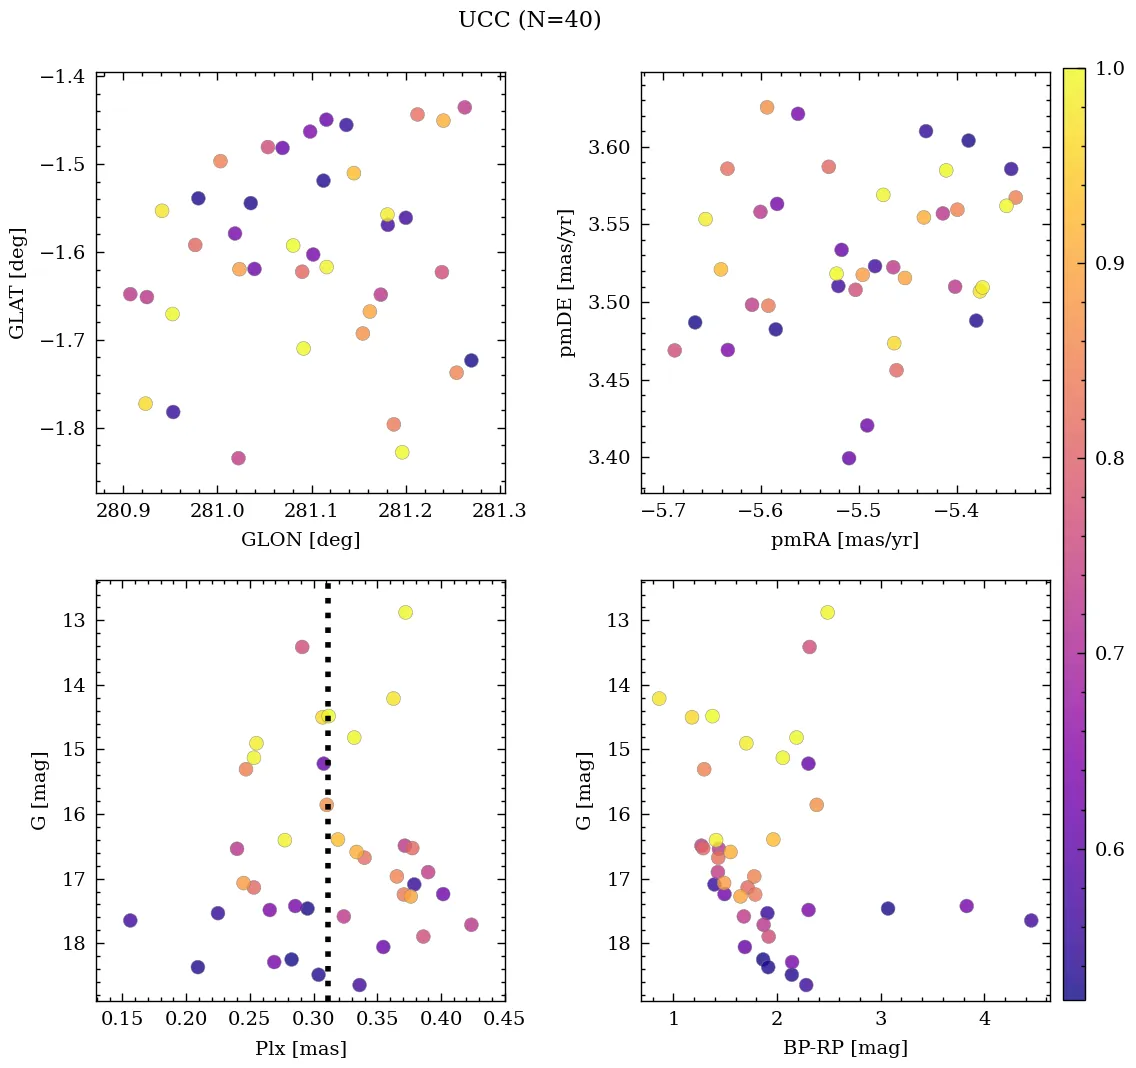 UCC (N=40)
−1.4
−1.5
−1.6
−1.7
−1.8
GLAT [deg]
280.9 281.0 281.1 281.2 281.3
GLON [deg]
3.60
3.55
3.50
3.45
3.40
pmDE [mas/yr]
−5.7 −5.6 −5.5 −5.4
pmRA [mas/yr]
13
14
15
16
17
18
G [mag]
0.15 0.20 0.25 0.30 0.35 0.40 0.45
Plx [mas]
13
14
15
16
17
18
G [mag]
1 2 3 4
BP-RP [mag]
1.0
0.9
0.8
0.7
0.6